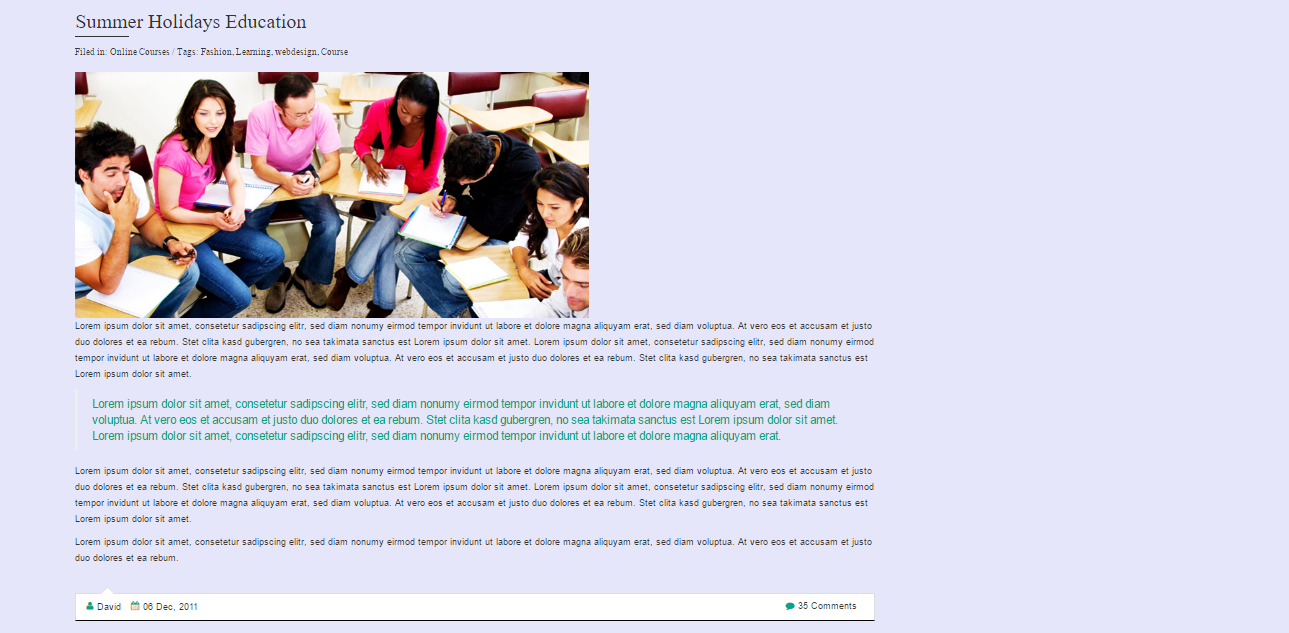 Summer Holidays Education
Filed in: Online Courses / Tags: Fashion, Learning, webdesign, Course
Lorem ipsum dolor sit amet, consetetur sadipscing elitr, sed diam nonumy eirmod tempor invidunt ut labore et dolore magna aliquyam erat, sed diam voluptua. At vero eos et accusam et justo
duo dolores et ea rebum. Stet clita kasd gubergren, no sea takimata sanctus est Lorem ipsum dolor sit amet. Lorem ipsum dolor sit amet, consetetur sadipscing elitr, sed diam nonumy eirmod
tempor invidunt ut labore et dolore magna aliquyam erat, sed diam voluptua. At vero eos et accusam et justo duo dolores et ea rebum. Stet clita kasd gubergren, no sea takimata sanctus est
Lorem ipsum dolor sit amet.
Lorem ipsum dolor sit amet, consetetur sadipscing elitr, sed diam nonumy eirmod tempor invidunt ut labore et dolore magna aliquyam erat, sed diam
voluptua. At vero eos et accusam et justo duo dolores et ea rebum. Stet clita kasd gubergren, no sea takimata sanctus est Lorem ipsum dolor sit amet.
Lorem ipsum dolor sit amet, consetetur sadipscing elitr, sed diam nonumy eirmod tempor invidunt ut labore et dolore magna aliquyam erat.
Lorem ipsum dolor sit amet, consetetur sadipscing elitr, sed diam nonumy eirmod tempor invidunt ut labore et dolore magna aliquyam erat, sed diam voluptua. At vero eos et accusam et justo
duo dolores et ea rebum. Stet clita kasd gubergren, no sea takimata sanctus est Lorem ipsum dolor sit amet. Lorem ipsum dolor sit amet, consetetur sadipscing elitr, sed diam nonumy eirmod
tempor invidunt ut labore et dolore magna aliquyam erat, sed diam voluptua. At vero eos et accusam et justo duo dolores et ea rebum. Stet clita kasd gubergren, no sea takimata sanctus est
Lorem ipsum dolor sit amet.
Lorem ipsum dolor sit amet, consetetur sadipscing elitr, sed diam nonumy eirmod tempor invidunt ut labore et dolore magna aliquyam erat, sed diam voluptua. At vero eos et accusam et justo
duo dolores et ea rebum.
David 06 Dec, 2011 35 Comments